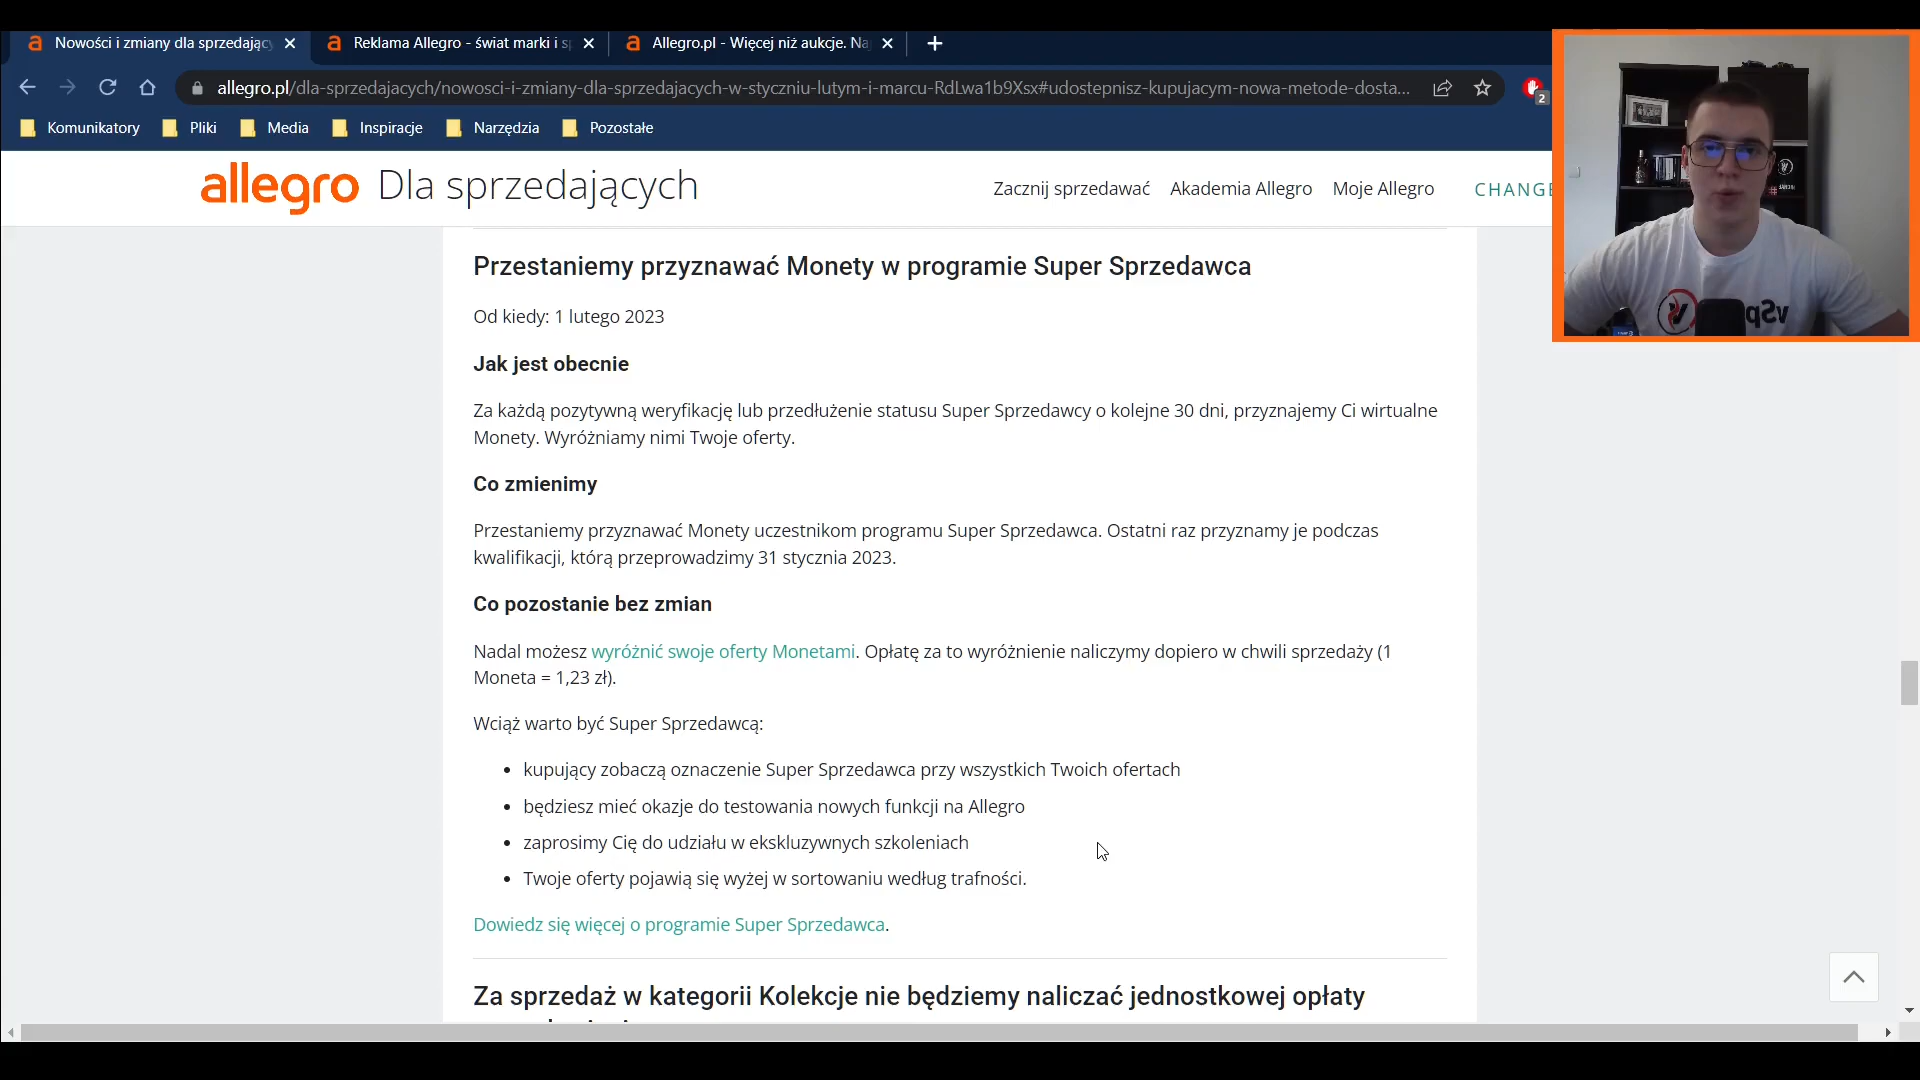 Nowości i zmiany dla sprzedając
Reklama Allegro - świat marki i sp
Allegro.pl - Więcej niż aukcje. Na
allegro.pl/dla-sprzedajacych/nowosci-i-zmiany-dla-sprzedajacych-w-styczniu-lutym-i-marcu-RdLwa1b9Xsx#udostepnisz-kupujacym-nowa-metode-dosta...
2
Komunikatory
Pliki
Media
Inspiracje
Narzędzia
Pozostałe
allegro Dla sprzedających
Zacznij sprzedawać
Akademia Allegro
Moje Allegro
CHANGE
Przestaniemy przyznawać Monety w programie Super Sprzedawca
Od kiedy: 1 lutego 2023
Jak jest obecnie
Za każdą pozytywną weryfikację lub przedłużenie statusu Super Sprzedawcy o kolejne 30 dni, przyznajemy Ci wirtualne
Monety. Wyróżniamy nimi Twoje oferty.
Co zmienimy
Przestaniemy przyznawać Monety uczestnikom programu Super Sprzedawca. Ostatni raz przyznamy je podczas
kwalifikacji, którą przeprowadzimy 31 stycznia 2023.
Co pozostanie bez zmian
Nadal możesz wyróżnić swoje oferty Monetami. Opłatę za to wyróżnienie naliczymy dopiero w chwili sprzedaży (1
Moneta = 1,23 zł).
Wciąż warto być Super Sprzedawcą:
• kupujący zobaczą oznaczenie Super Sprzedawca przy wszystkich Twoich ofertach
• będziesz mieć okazje do testowania nowych funkcji na Allegro
• zaprosimy Cię do udziału w ekskluzywnych szkoleniach
• Twoje oferty pojawią się wyżej w sortowaniu według trafności.
Dowiedz się więcej o programie Super Sprzedawca.
Za sprzedaż w kategorii Kolekcje nie będziemy naliczać jednostkowej opłaty